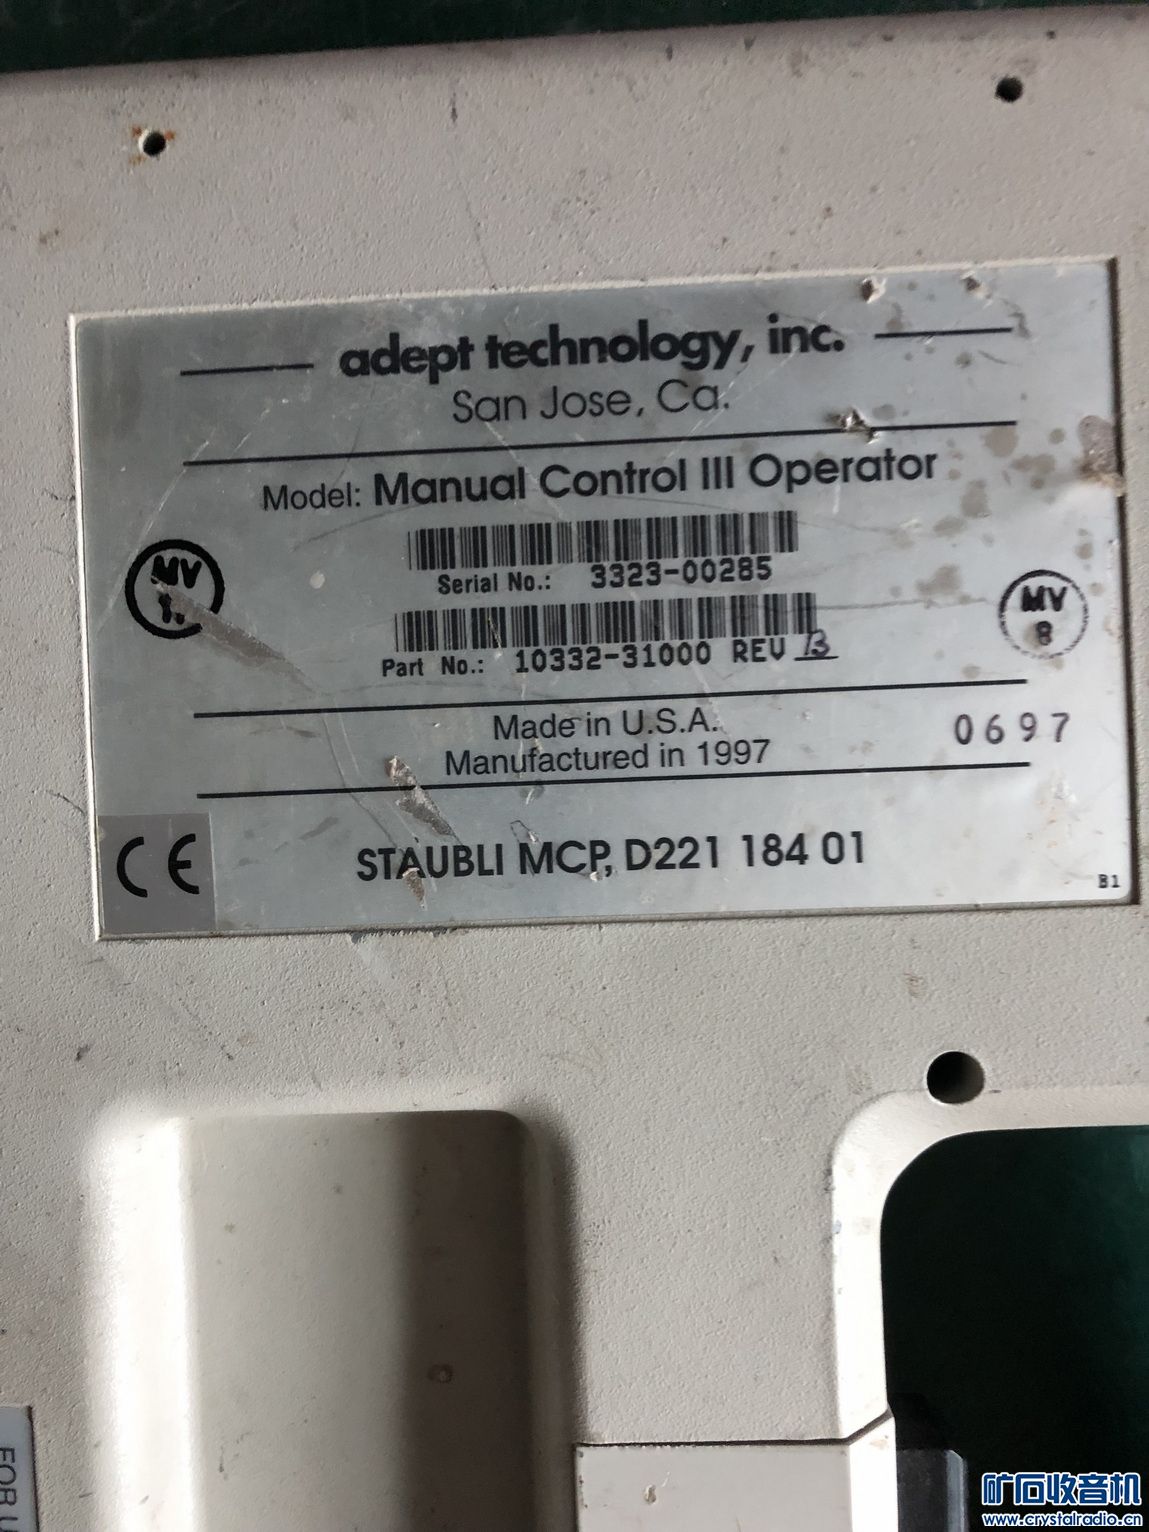 adept technology, inc.
San Jose, Ca.
Model: Manual Control III Operator
Serial No.: 3323-00285
Part No.: 10332-31000 REV B
MV
1.
MV
8
Made in U.S.A.
Manufactured in 1997
0697
CE
STAUBLI MCP, D221 184 01
B1
FOR
矿石收音机
www.crystalradio.cn